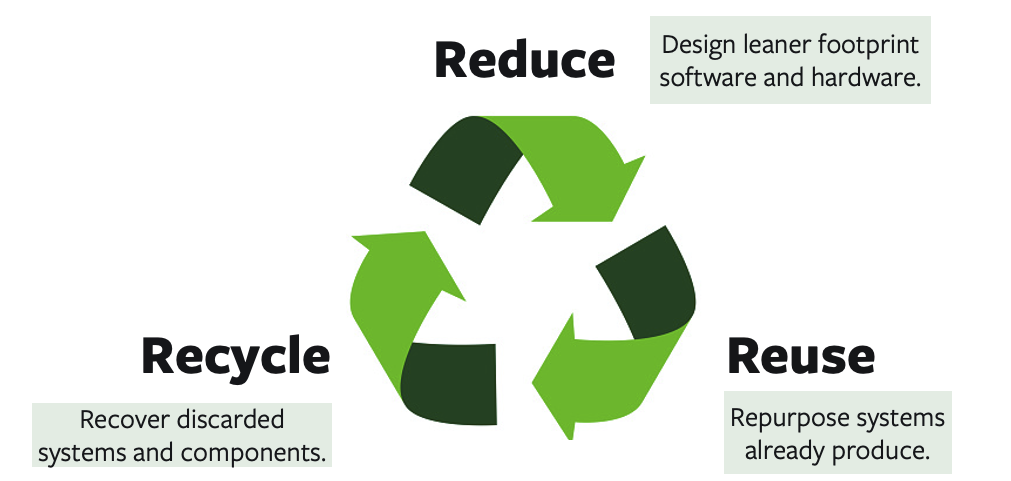 Reduce
Design leaner footprint
software and hardware.
Recycle
Recover discarded
systems and components.
Reuse
Repurpose systems
already produce.